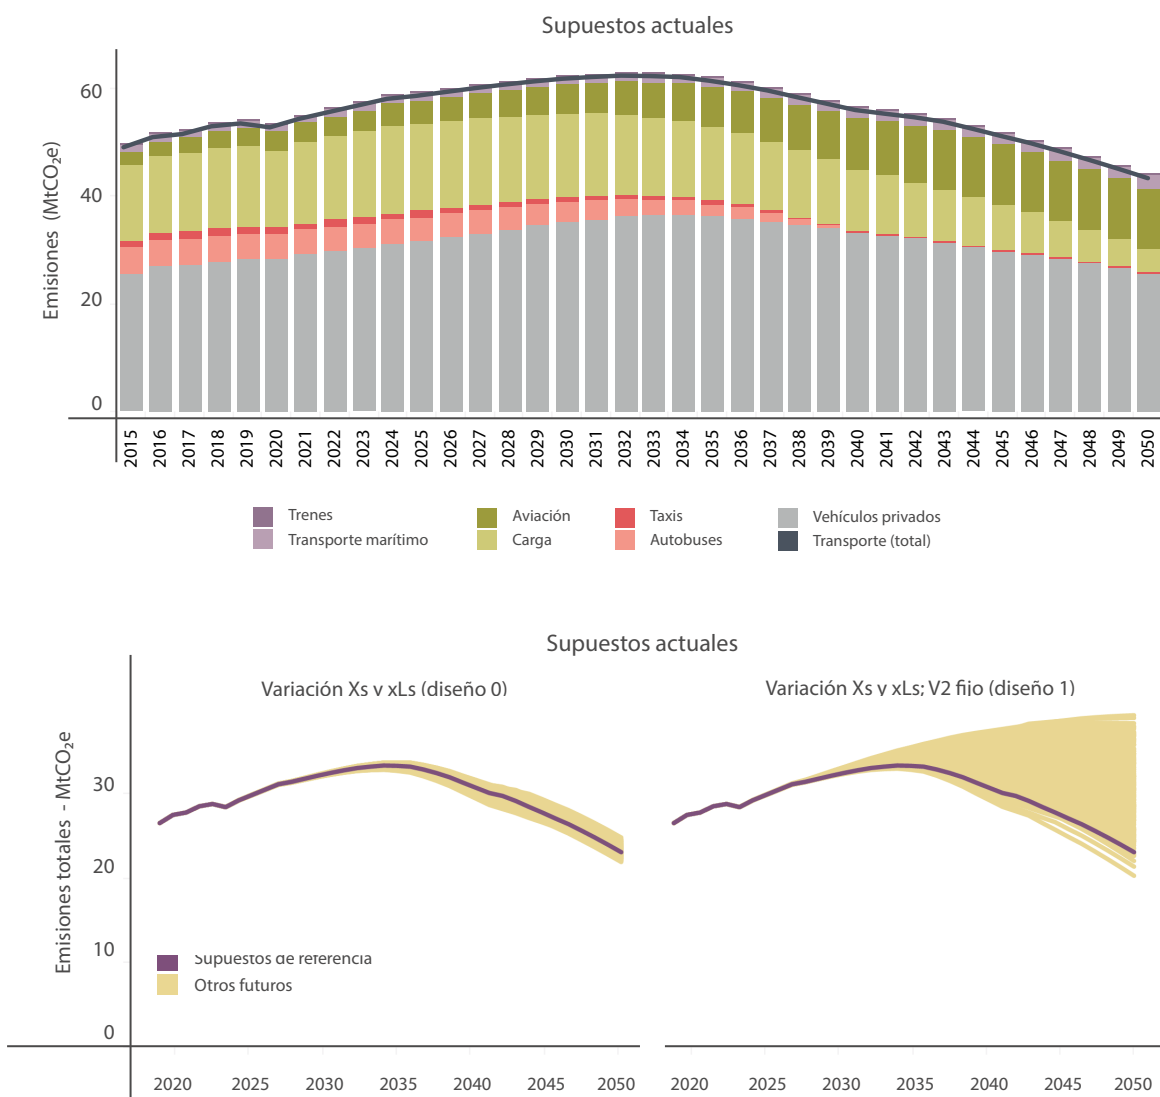 Supuestos actuales
Emisiones (MtCO₂e)
60
40
20
0
2015 2016 2017 2018 2019 2020 2021 2022 2023 2024 2025 2026 2027 2028 2029 2030 2031 2032 2033 2034 2035 2036 2037 2038 2039 2040 2041 2042 2043 2044 2045 2046 2047 2048 2049 2050
Trenes Aviación Taxis Vehículos privados
Transporte marítimo Carga Autobuses Transporte (total)
Supuestos actuales
Variación Xs y xLs (diseño 0) Variación Xs y xLs; V2 fijo (diseño 1)
Emisiones totales - MtCO₂e
30
20
10
0
Supuestos de referencia
Otros futuros
2020 2025 2030 2035 2040 2045 2050 2020 2025 2030 2035 2040 2045 2050